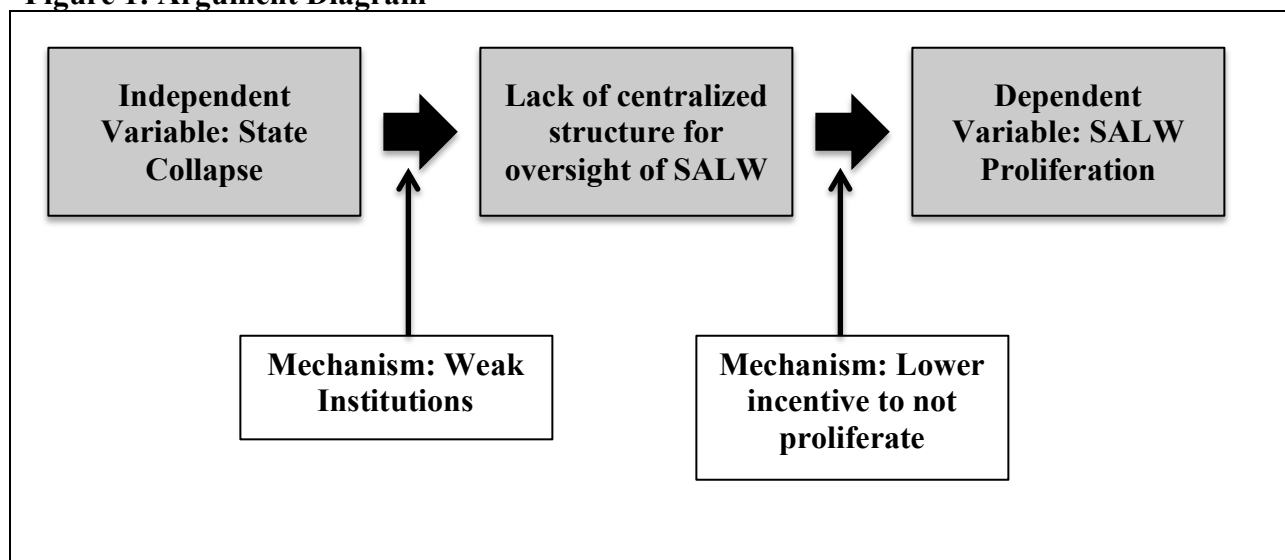 Figure 1: Argument Diagram
Independent
Variable: State
Collapse
Lack of centralized
structure for
oversight of SALW
Dependent
Variable: SALW
Proliferation
Mechanism: Weak
Institutions
Mechanism: Lower
incentive to not
proliferate